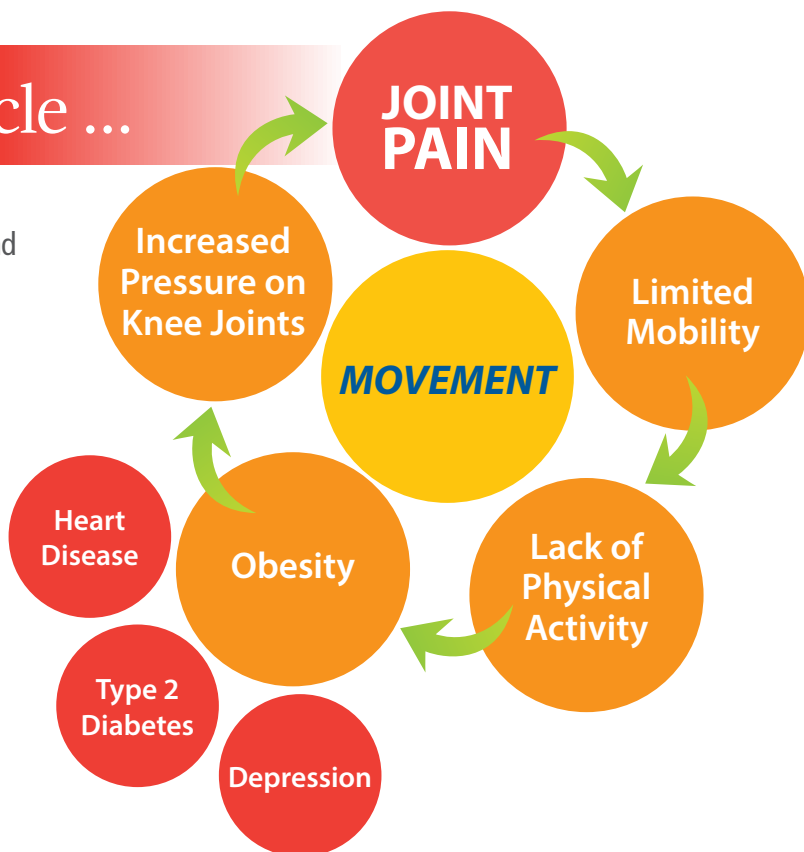 cle ...
d
JOINT
PAIN
Increased
Pressure on
Knee Joints
Limited
Mobility
MOVEMENT
Heart
Disease
Obesity
Lack of
Physical
Activity
Type 2
Diabetes
Depression